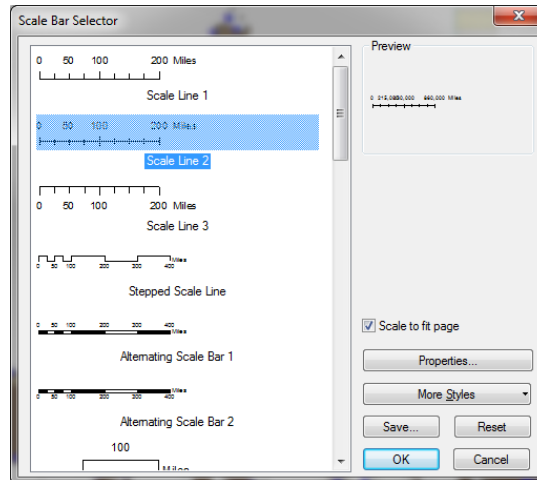 Scale Bar Selector
0 50 100 200 Miles
Scale Line 1
0 50 100 200 Miles
Scale Line 2
0 50 100 200 Miles
Scale Line 3
Miles
0 50 100 200 300 400
Stepped Scale Line
0 50 100 200 300 400
Miles
Alternating Scale Bar 1
Miles
0 50 100 200 300 400
Alternating Scale Bar 2
100
Miles
Preview
Miles
Scale to fit page
Properties...
More Styles
Save...
Reset
OK
Cancel